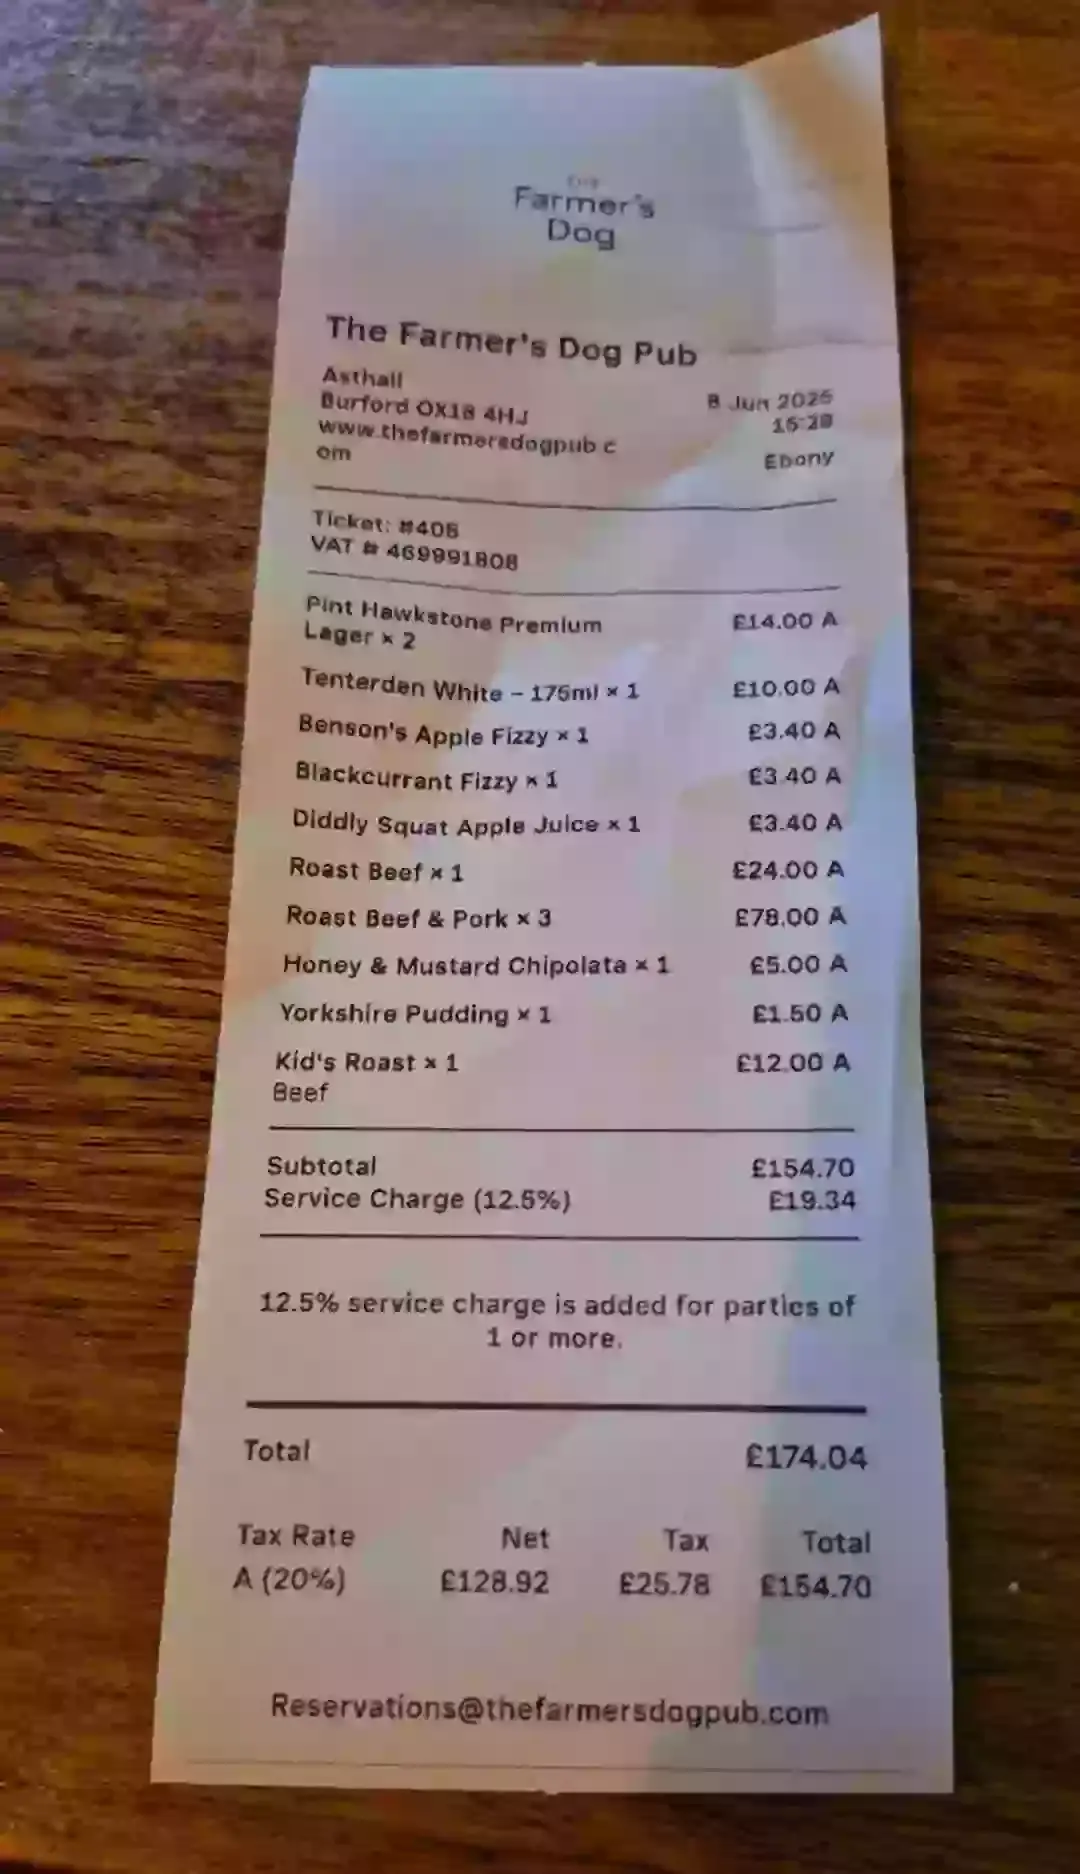 THE
Farmer's
Dog
The Farmer's Dog Pub
Asthall
Burford OX18 4HJ
www.thefarmersdogpub.c
om
8 Jun 2025
15:28
Ebony
Ticket: #408
VAT # 469991808
Pint Hawkstone Premium £14.00 A
Lager × 2
Tenterden White – 175ml × 1 £10.00 A
Benson's Apple Fizzy × 1 £3.40 A
Blackcurrant Fizzy × 1 £3.40 A
Diddly Squat Apple Juice × 1 £3.40 A
Roast Beef × 1 £24.00 A
Roast Beef & Pork × 3 £78.00 A
Honey & Mustard Chipolata × 1 £5.00 A
Yorkshire Pudding × 1 £1.50 A
Kid's Roast × 1 £12.00 A
Beef
Subtotal £154.70
Service Charge (12.5%) £19.34
12.5% service charge is added for parties of
1 or more.
Total £174.04
Tax Rate Net Tax Total
A (20%) £128.92 £25.78 £154.70
Reservations@thefarmersdogpub.com